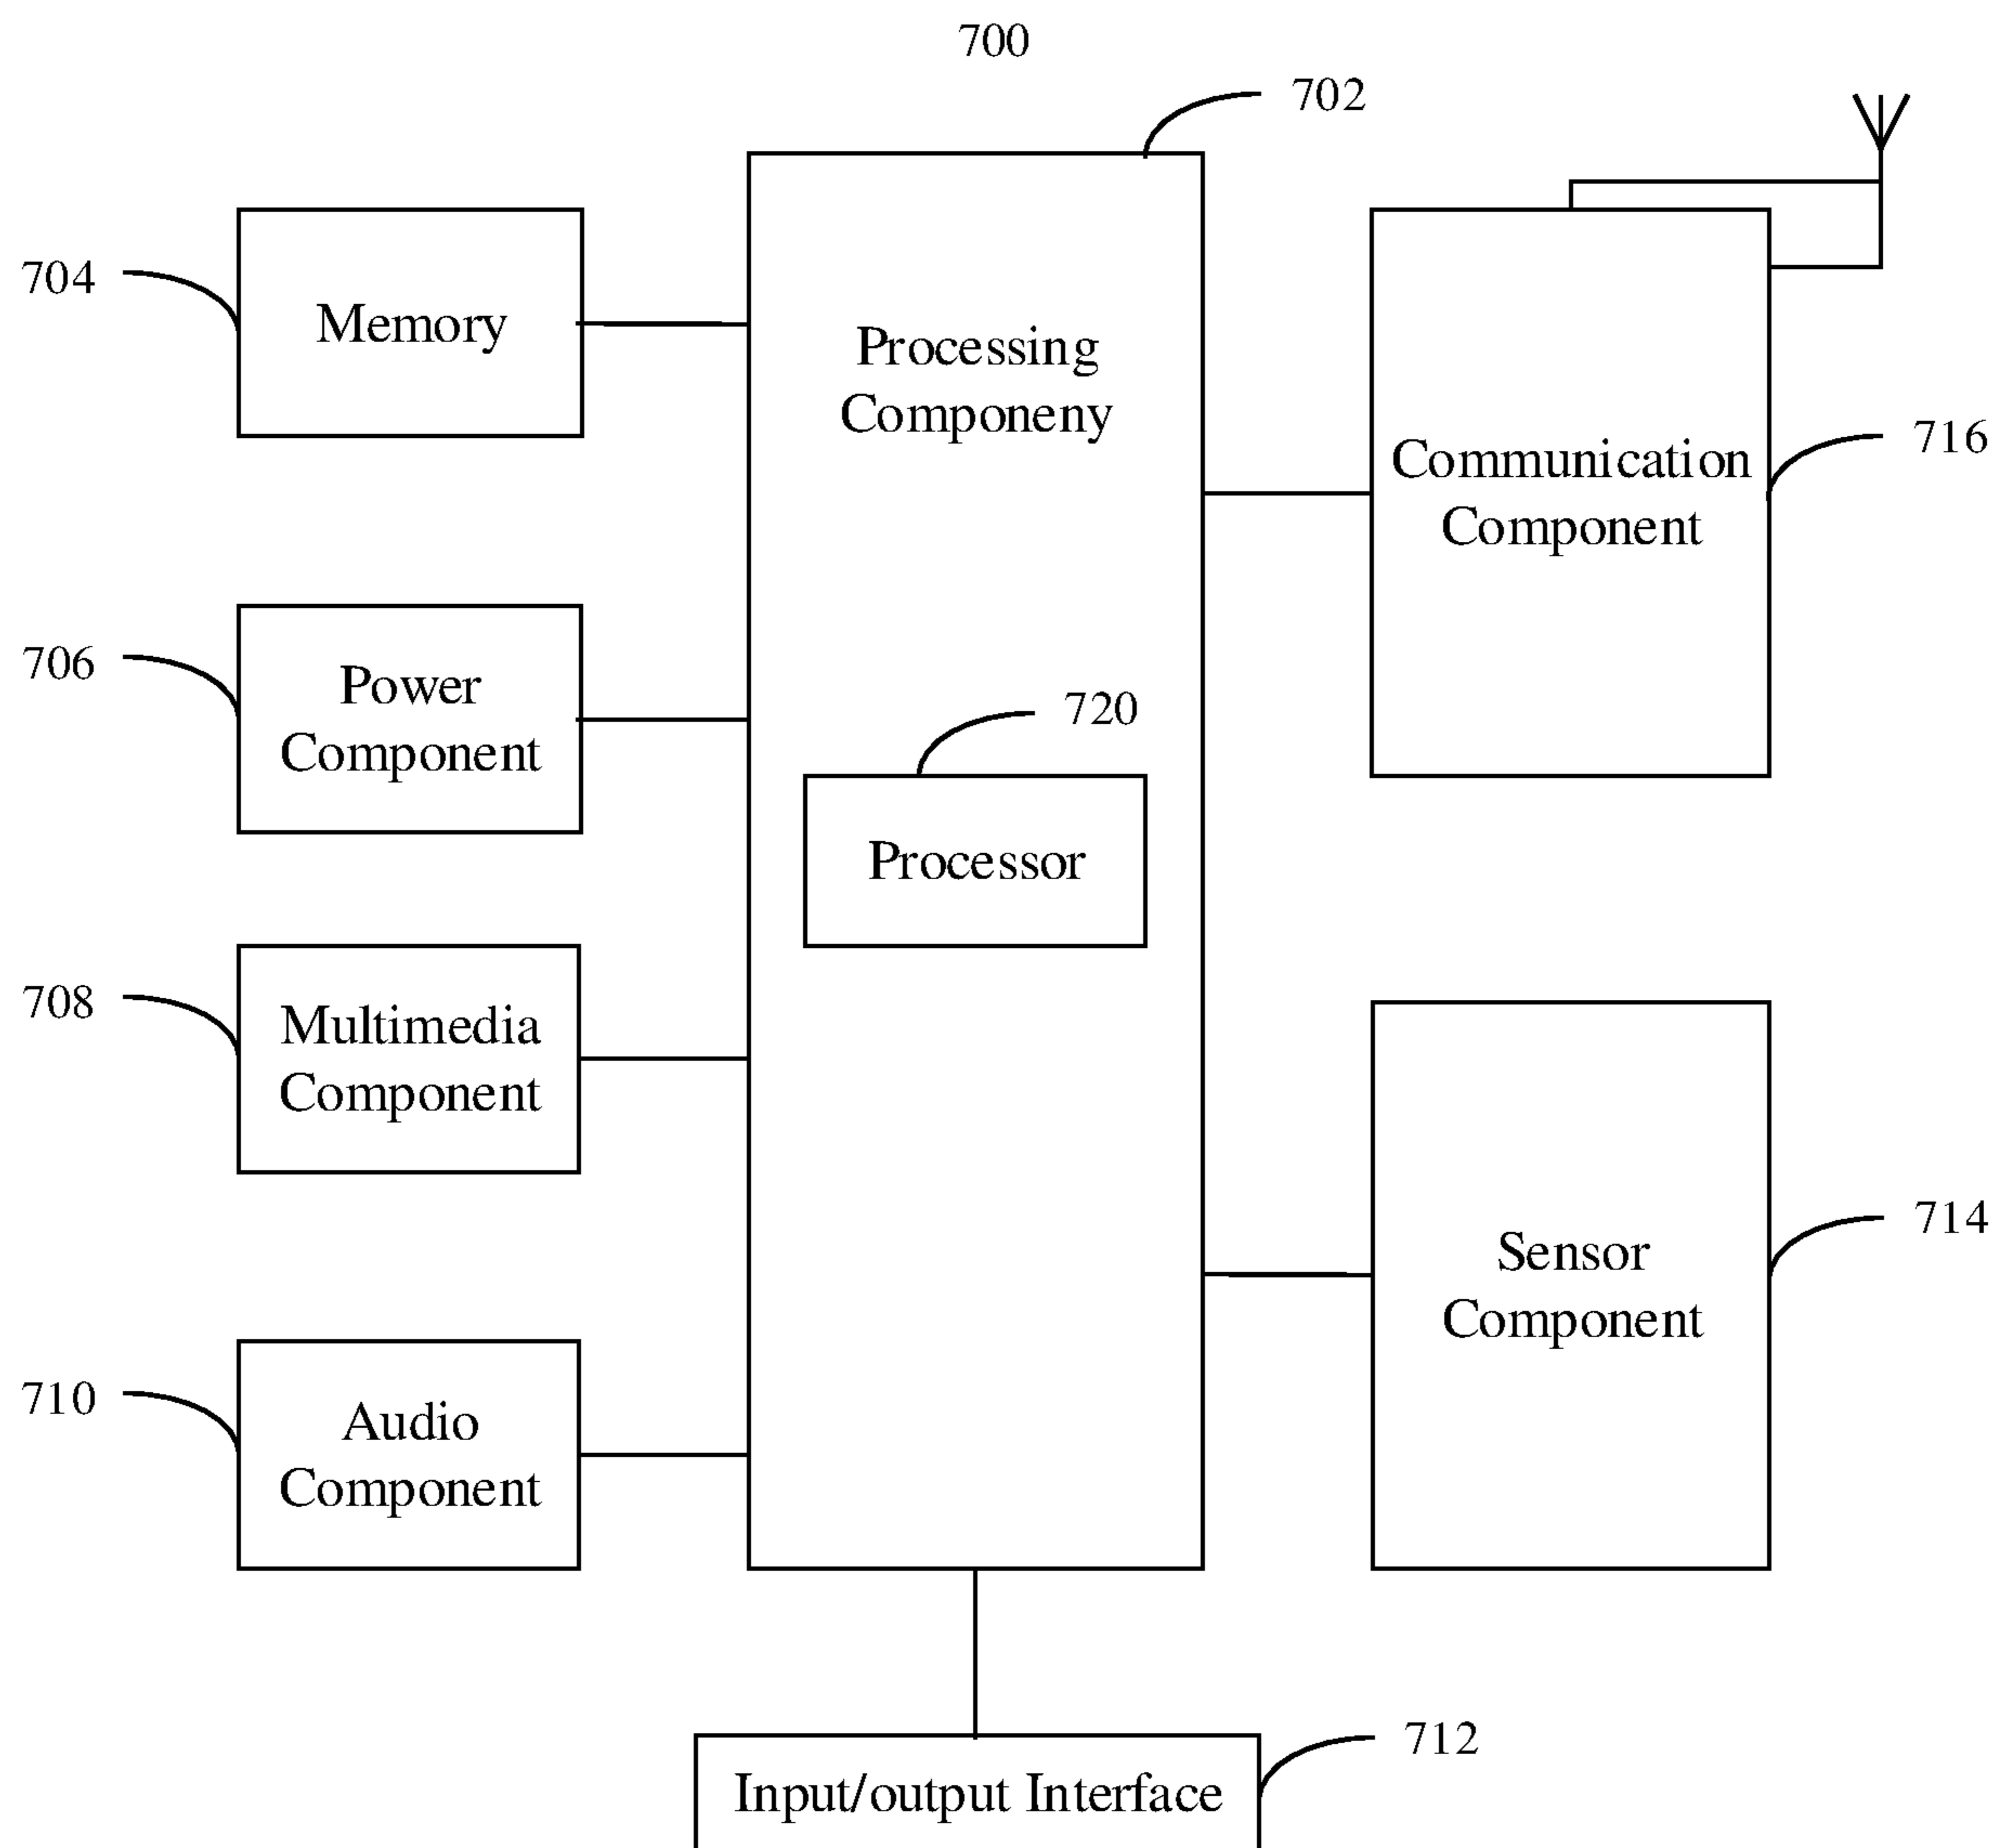 700
702
704
Memory
Processing
Componeny
Communication
Component
716
706
Power
Component
720
Processor
708
Multimedia
Component
714
Sensor
Component
710
Audio
Component
712
Input/output Interface